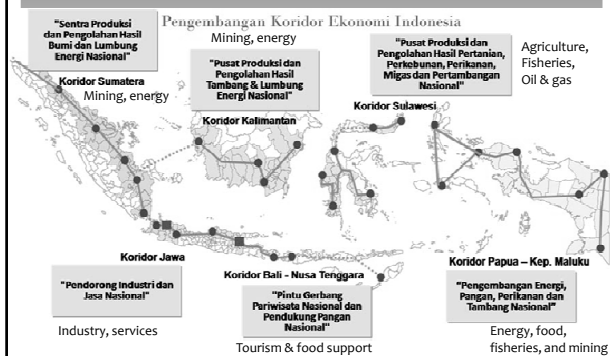 Pengembangan Koridor Ekonomi Indonesia
"Sentra Produksi
dan Pengolahan Hasil
Bumi dan Lumbung
Energi Nasional"
Koridor Sumatera
Mining, energy
Mining, energy
"Pusat Produksi dan
Pengolahan Hasil
Tambang & Lumbung
Energi Nasional"
Koridor Kalimantan
"Pusat Produksi dan
Pengolahan Hasil Pertanian,
Perkebunan, Perikanan,
Migas dan Pertambangan
Nasional"
Agriculture,
Fisheries,
Oil & gas
Koridor Sulawesi
Koridor Jawa
"Pendorong Industri dan
Jasa Nasional"
Industry, services
Koridor Bali - Nusa Tenggara
"Pintu Gerbang
Pariwisata Nasional dan
Pendukung Pangan
Nasional"
Tourism & food support
Koridor Papua – Kep. Maluku
"Pengembangan Energi,
Pangan, Perikanan dan
Tambang Nasional"
Energy, food,
fisheries, and mining